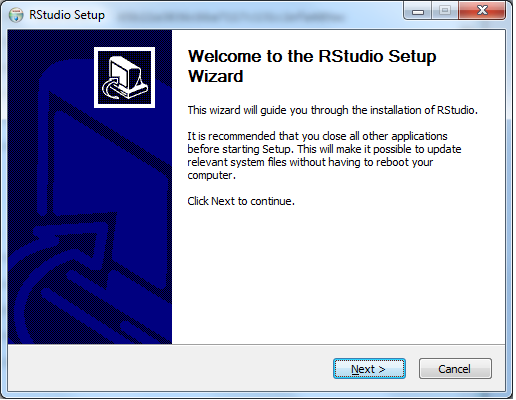 RStudio Setup
Welcome to the RStudio Setup
Wizard
This wizard will guide you through the installation of RStudio.
It is recommended that you close all other applications
before starting Setup. This will make it possible to update
relevant system files without having to reboot your
computer.
Click Next to continue.
Next >
Cancel